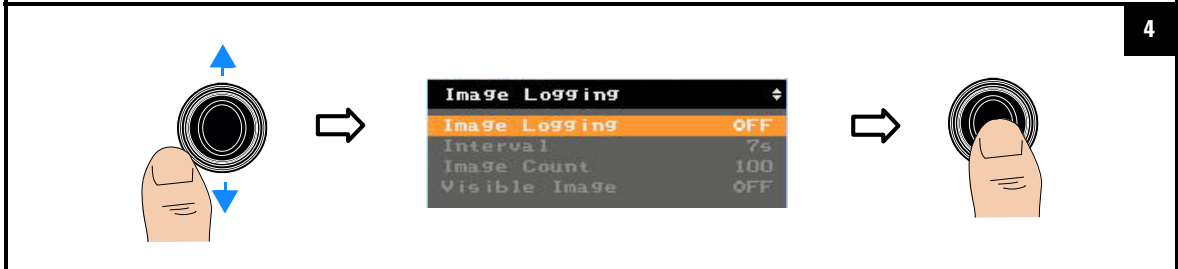 4
Image Logging
Image Logging OFF
Interval 7s
Image Count 100
Visible Image OFF